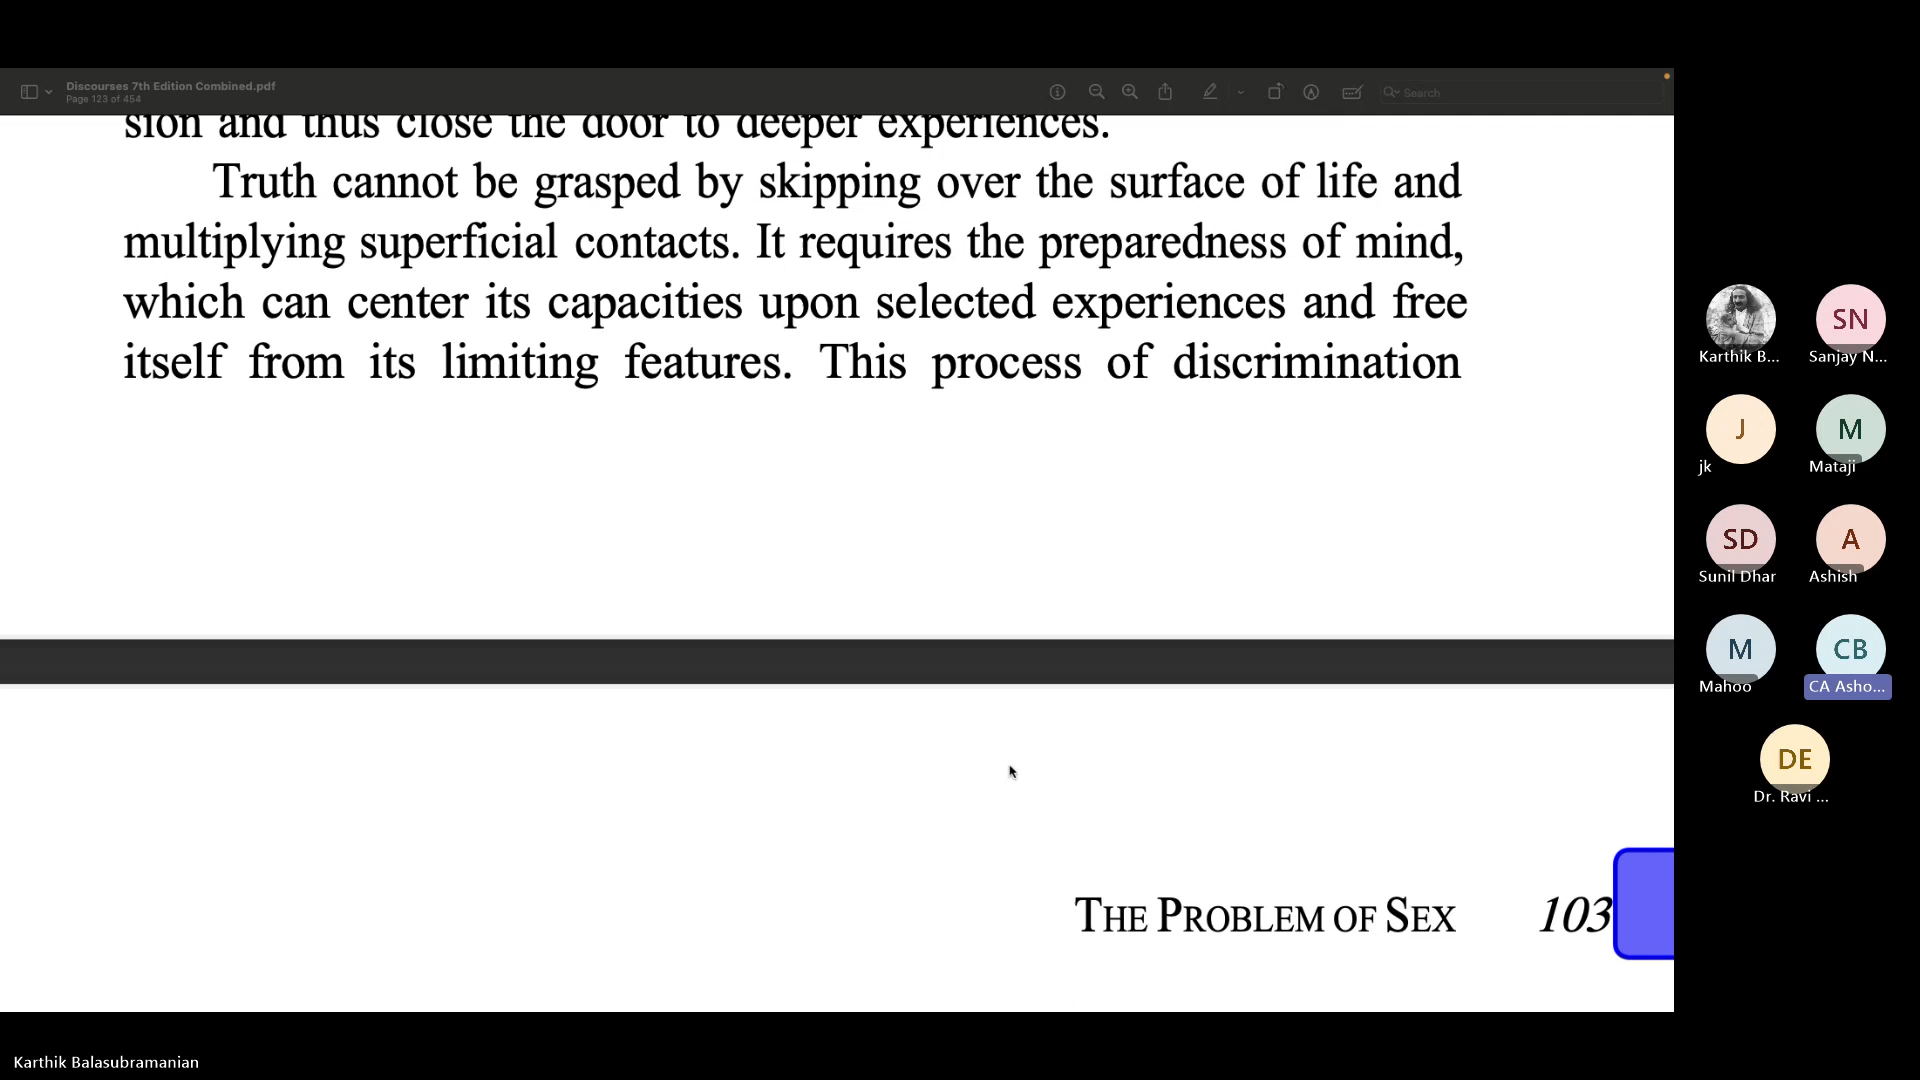 Discourses 7th Edition Combined.pdf
Page 123 of 454
Search
sion and thus close the door to deeper experiences.
Truth cannot be grasped by skipping over the surface of life and
multiplying superficial contacts. It requires the preparedness of mind,
which can center its capacities upon selected experiences and free
itself from its limiting features. This process of discrimination
THE PROBLEM OF SEX 103
Karthik B...
SN
Sanjay N...
J
jk
M
Mataji
SD
Sunil Dhar
A
Ashish
M
Mahoo
CB
CA Asho...
DE
Dr. Ravi ...
Karthik Balasubramanian